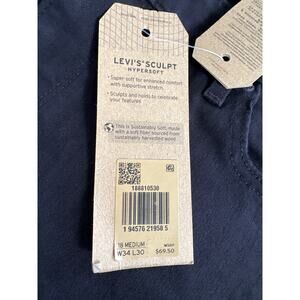 LEVI'S® SCULPT
HYPERSOFT
• Super-soft for enhanced comfort
with supportive stretch.
• Sculpts and holds to celebrate
your features.
This is Sustainably Soft, made
with a soft fiber sourced from
sustainably harvested wood.
188810530
1 94576 21958 5
18 MEDIUM
W34 L30
MSRP
$69.50